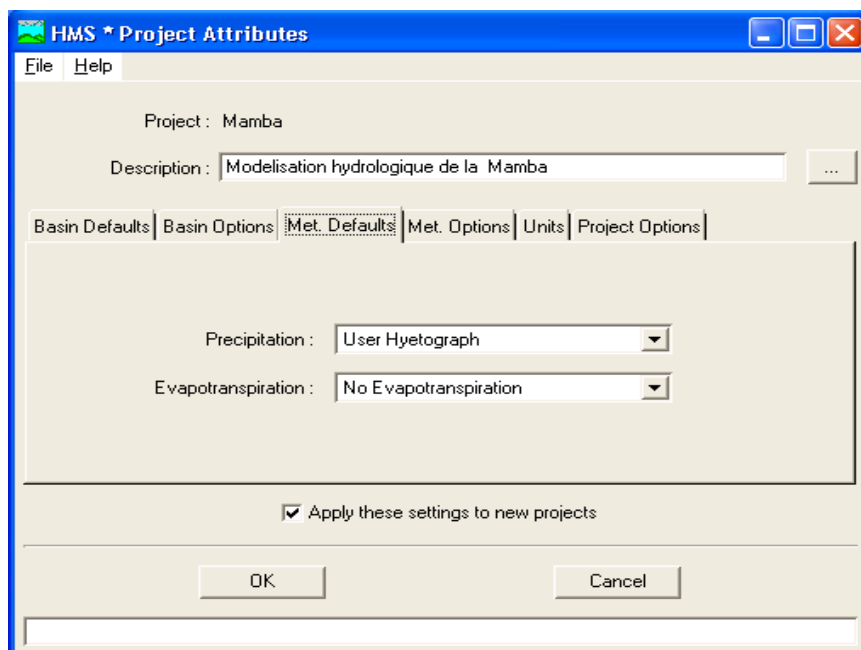 HMS * Project Attributes
File Help
Project : Mamba
Description : Modelisation hydrologique de la Mamba ...
Basin Defaults Basin Options Met. Defaults Met. Options Units Project Options
Precipitation : User Hyetograph
Evapotranspiration : No Evapotranspiration
Apply these settings to new projects
OK Cancel